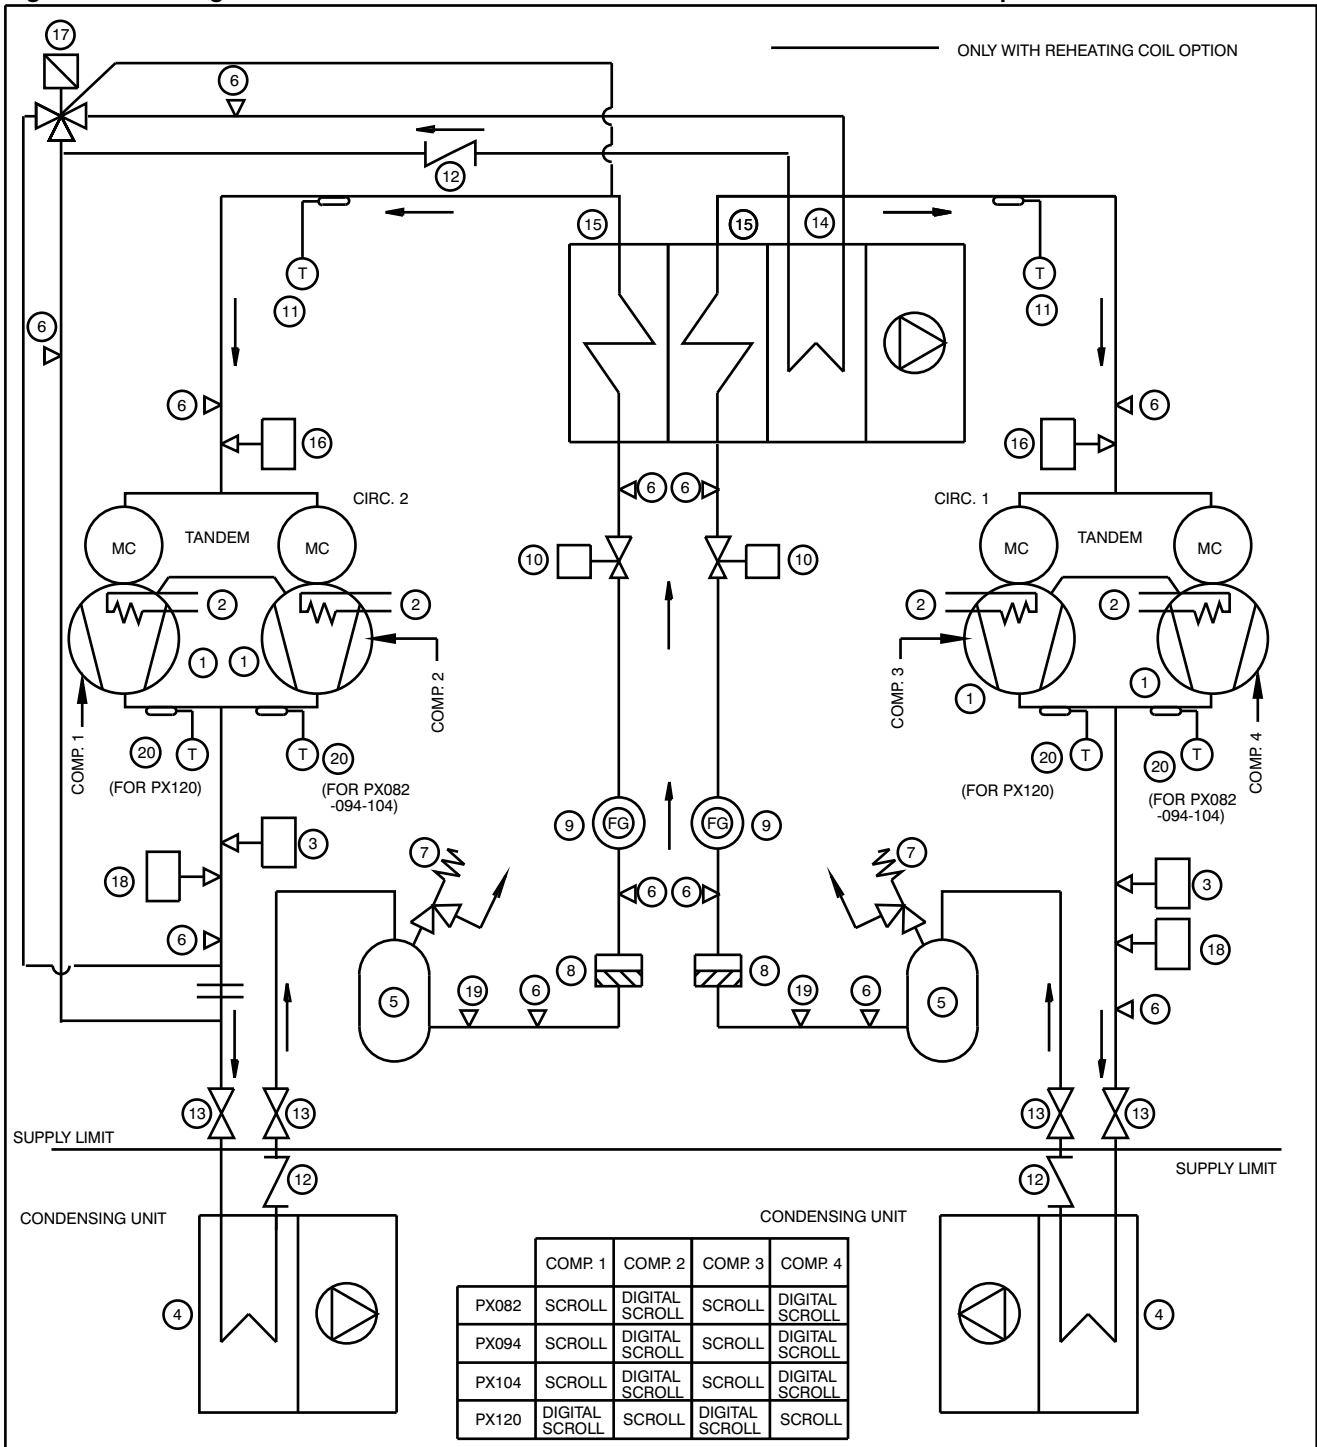 17
ONLY WITH REHEATING COIL OPTION
6
12
15
15
14
T
T
11
11
6
6
6
16
16
CIRC. 2
CIRC. 1
6
6
MC
TANDEM
MC
MC
TANDEM
MC
10
10
2
2
2
2
1
1
1
1
COMP. 1
COMP. 2
COMP. 3
COMP. 4
20
T
T
20
20
T
20
T
(FOR PX120)
(FOR PX082
-094-104)
(FOR PX120)
(FOR PX082
-094-104)
9
FG
FG
9
3
18
7
7
3
6
6
6
18
8
8
5
19
6
19
6
5
6
13
13
13
13
SUPPLY LIMIT
SUPPLY LIMIT
12
12
CONDENSING UNIT
CONDENSING UNIT
4
4
COMP. 1 COMP. 2 COMP. 3 COMP. 4
PX082 SCROLL DIGITAL SCROLL SCROLL DIGITAL SCROLL
PX094 SCROLL DIGITAL SCROLL SCROLL DIGITAL SCROLL
PX104 SCROLL DIGITAL SCROLL SCROLL DIGITAL SCROLL
PX120 DIGITAL SCROLL SCROLL DIGITAL SCROLL SCROLL